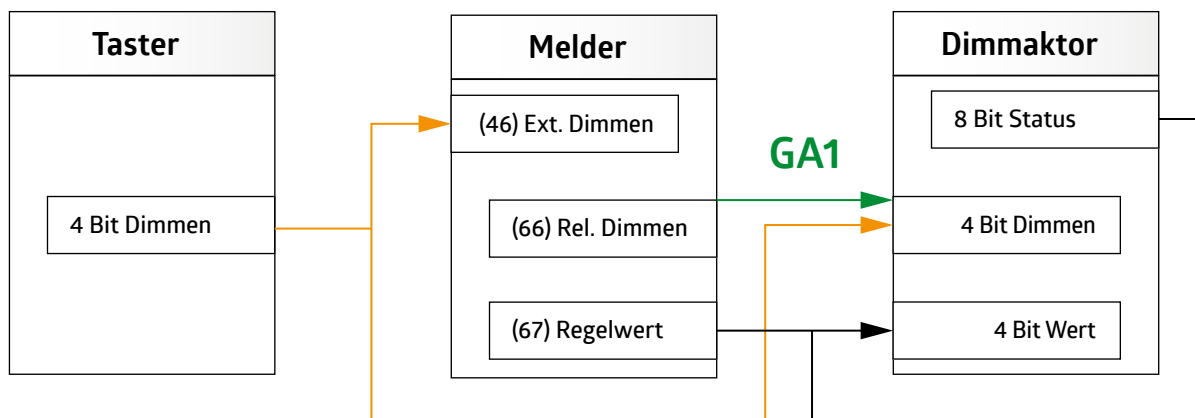 Taster
Melder
Dimmaktor
(46) Ext. Dimmen
8 Bit Status
GA1
4 Bit Dimmen
(66) Rel. Dimmen
4 Bit Dimmen
(67) Regelwert
4 Bit Wert